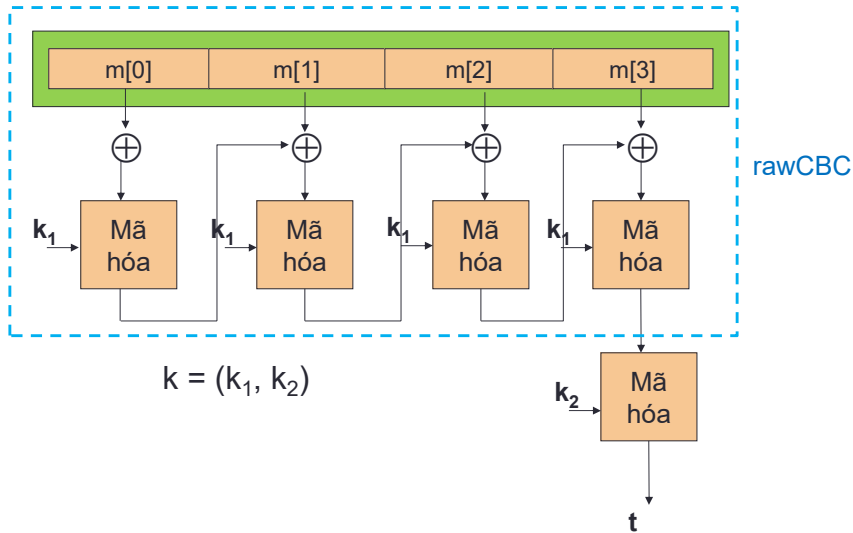 m[0] m[1] m[2] m[3]
rawCBC
k₁ Mã hóa k₁ Mã hóa k₁ Mã hóa k₁ Mã hóa
k = (k₁, k₂)
k₂ Mã hóa
t